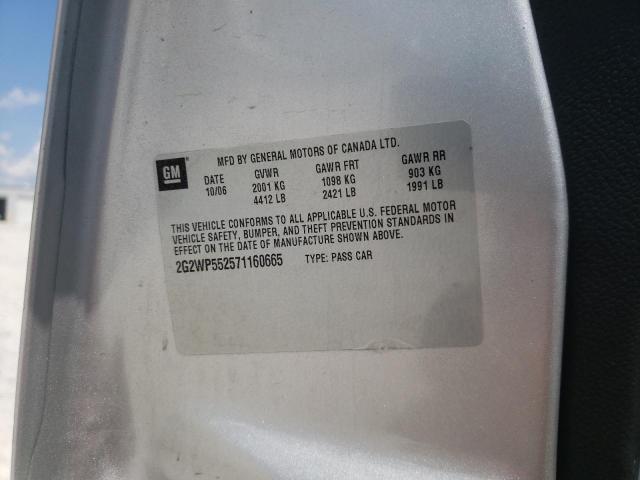 MFD BY GENERAL MOTORS OF CANADA LTD.
GM DATE GVWR GAWR FRT GAWR RR
10/06 2001 KG 1098 KG 903 KG
4412 LB 2421 LB 1991 LB
THIS VEHICLE CONFORMS TO ALL APPLICABLE U.S. FEDERAL MOTOR
VEHICLE SAFETY, BUMPER, AND THEFT PREVENTION STANDARDS IN
EFFECT ON THE DATE OF MANUFACTURE SHOWN ABOVE.
2G2WP552571160665 TYPE: PASS CAR